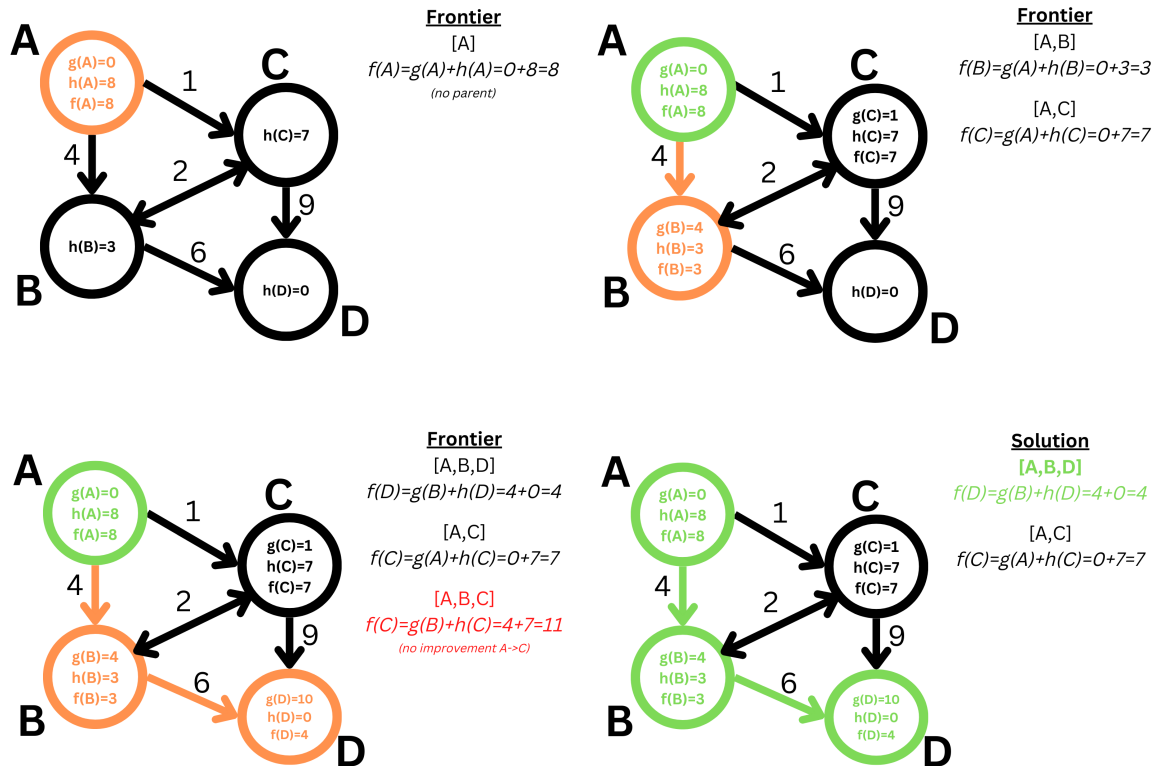 A
g(A)=0
h(A)=8
f(A)=8
1
C
h(C)=7
4
2
9
h(B)=3
6
h(D)=0
B
D
Frontier
[A]
f(A)=g(A)+h(A)=0+8=8
(no parent)
A
g(A)=0
h(A)=8
f(A)=8
1
C
g(C)=1
h(C)=7
f(C)=7
4
2
9
g(B)=4
h(B)=3
f(B)=3
6
h(D)=0
B
D
Frontier
[A,B]
f(B)=g(A)+h(B)=0+3=3
[A,C]
f(C)=g(A)+h(C)=0+7=7
A
g(A)=0
h(A)=8
f(A)=8
1
C
g(C)=1
h(C)=7
f(C)=7
4
2
9
g(B)=4
h(B)=3
f(B)=3
6
g(D)=10
h(D)=0
f(D)=4
B
D
Frontier
[A,B,D]
f(D)=g(B)+h(D)=4+0=4
[A,C]
f(C)=g(A)+h(C)=0+7=7
[A,B,C]
f(C)=g(B)+h(C)=4+7=11
(no improvement A->C)
A
g(A)=0
h(A)=8
f(A)=8
1
C
g(C)=1
h(C)=7
f(C)=7
4
2
9
g(B)=4
h(B)=3
f(B)=3
6
g(D)=10
h(D)=0
f(D)=4
B
D
Solution
[A,B,D]
f(D)=g(B)+h(D)=4+0=4
[A,C]
f(C)=g(A)+h(C)=0+7=7